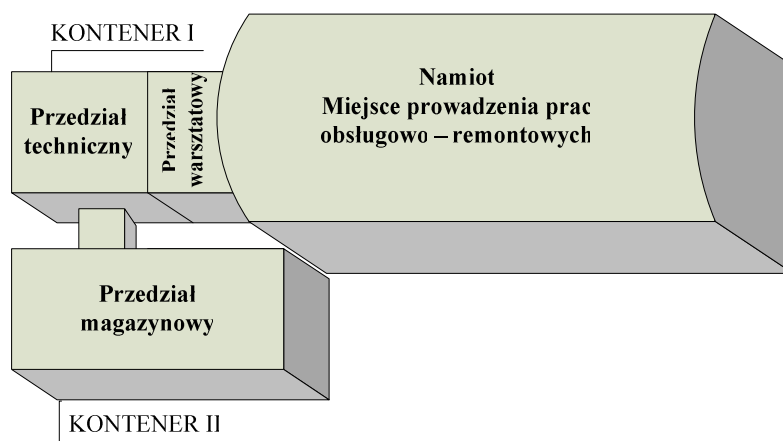 KONTENER I
Przedział
techniczny
Przedział
warsztatowy
Namiot
Miejsce prowadzenia prac
obsługowo – remontowych
Przedział
magazynowy
KONTENER II